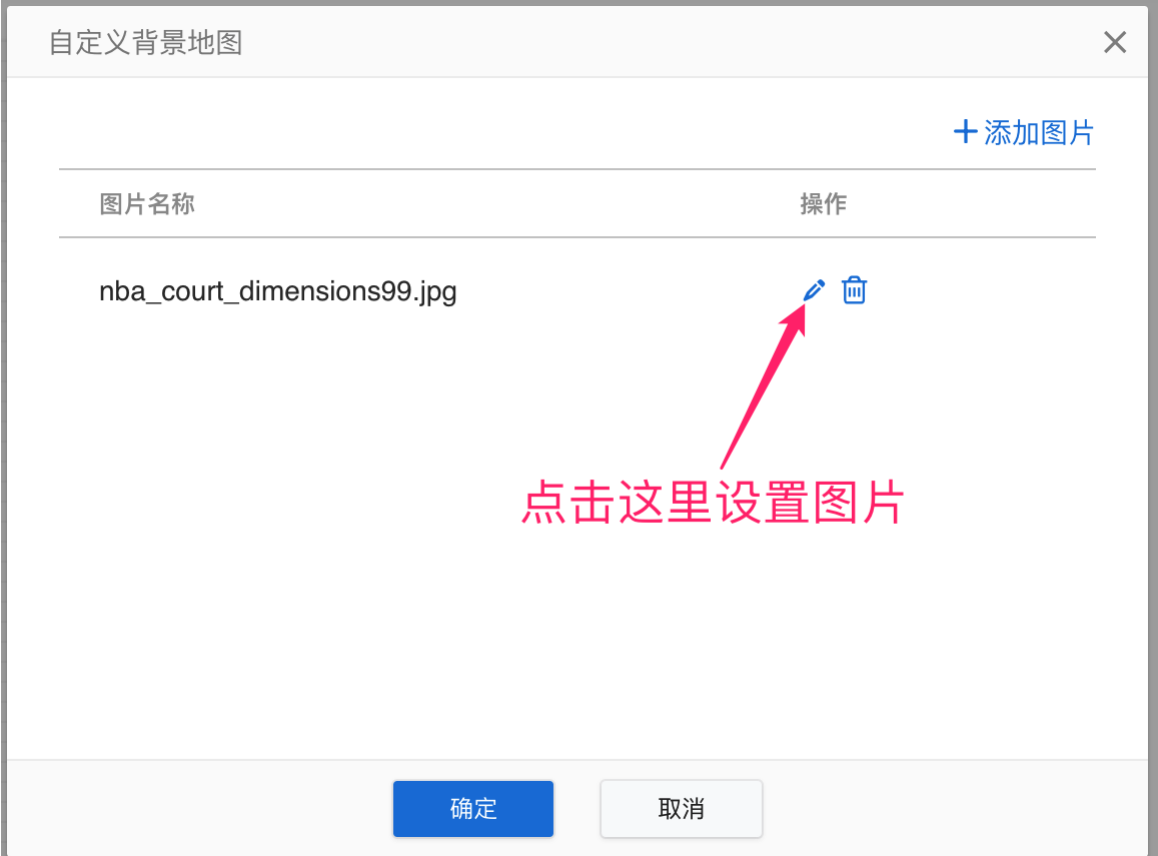 自定义背景地图
添加图片
图片名称 操作
nba_court_dimensions99.jpg
点击这里设置图片
确定 取消